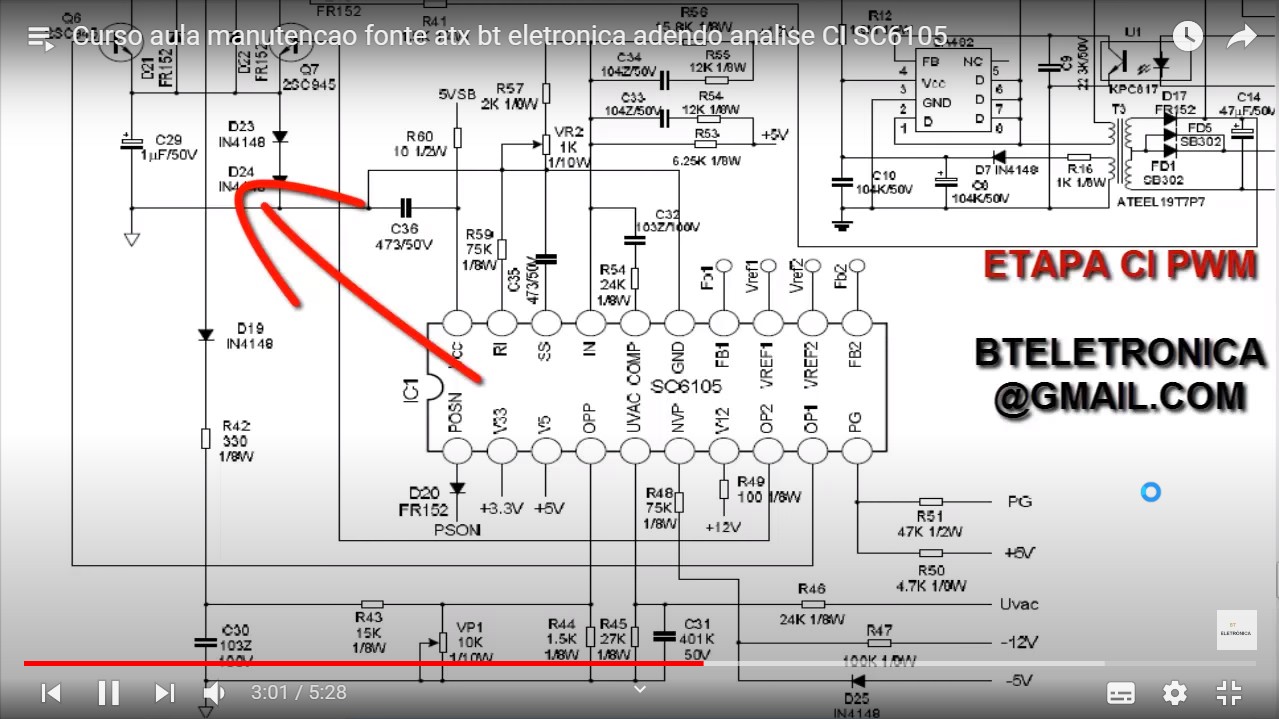 Curso aula manutencao fonte atx bt eletronica adendo analise CI SC6105
Q6
2SC945
FR152
R41
R56
15.8K 1/8W
R12
U1
D21
FR152
D22
FR152
Q7
2SC945
C34
104Z/50V
R55
12K 1/8W
FB
NC
4
Vcc
D
5
3
GND
D
6
2
D
7
1
D
8
C9
KPC817
T3
D17
FR152
C14
47µF/50V
5VSB
R57
2K 1/8W
C33
104Z/50V
R54
12K 1/8W
FD5
SB302
C29
1µF/50V
D23
IN4148
R60
10 1/2W
VR2
1K
1/10W
R53
+5V
6.25K 1/8W
FD1
SB302
D24
IN4148
C10
104K/50V
D7 IN4148
C8
104K/50V
R16
1K 1/8W
ATEEL19T7P7
C36
473/50V
R59
75K
1/8W
C35
473/50V
C32
103Z/100V
R54
24K
1/8W
Fb1
Vref1
Vref2
Fb2
ETAPA CI PWM
D19
IN4148
BTELETRONICA
@GMAIL.COM
IC1
VCC
RI
SS
IN
COMP
GND
FB1
VREF1
VREF2
FB2
SC6105
POSN
V33
V5
OPP
UVAC
NVP
V12
OP2
OP1
PG
R42
330
1/8W
D20
FR152
PSON
+3.3V
+5V
R48
75K
1/8W
R49
100 1/8W
+12V
PG
R51
47K 1/2W
+5V
R50
4.7K 1/8W
R46
24K 1/8W
Uvac
C30
103Z
100V
R43
15K
1/8W
VP1
10K
1/10W
R44
1.5K
1/8W
R45
27K
1/8W
C31
401K
50V
R47
100K 1/8W
-12V
D25
IN4148
-5V
BT
ELETRONICA
3:01 / 5:28